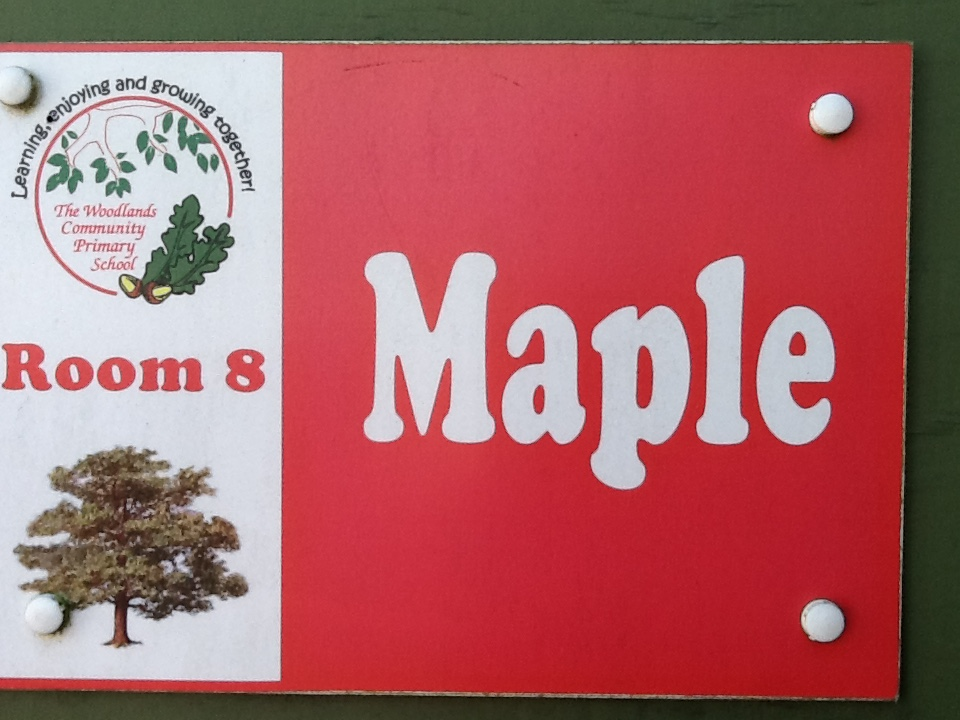 Learning, enjoying and growing together!
The Woodlands
Community
Primary
School
Room 8
Maple